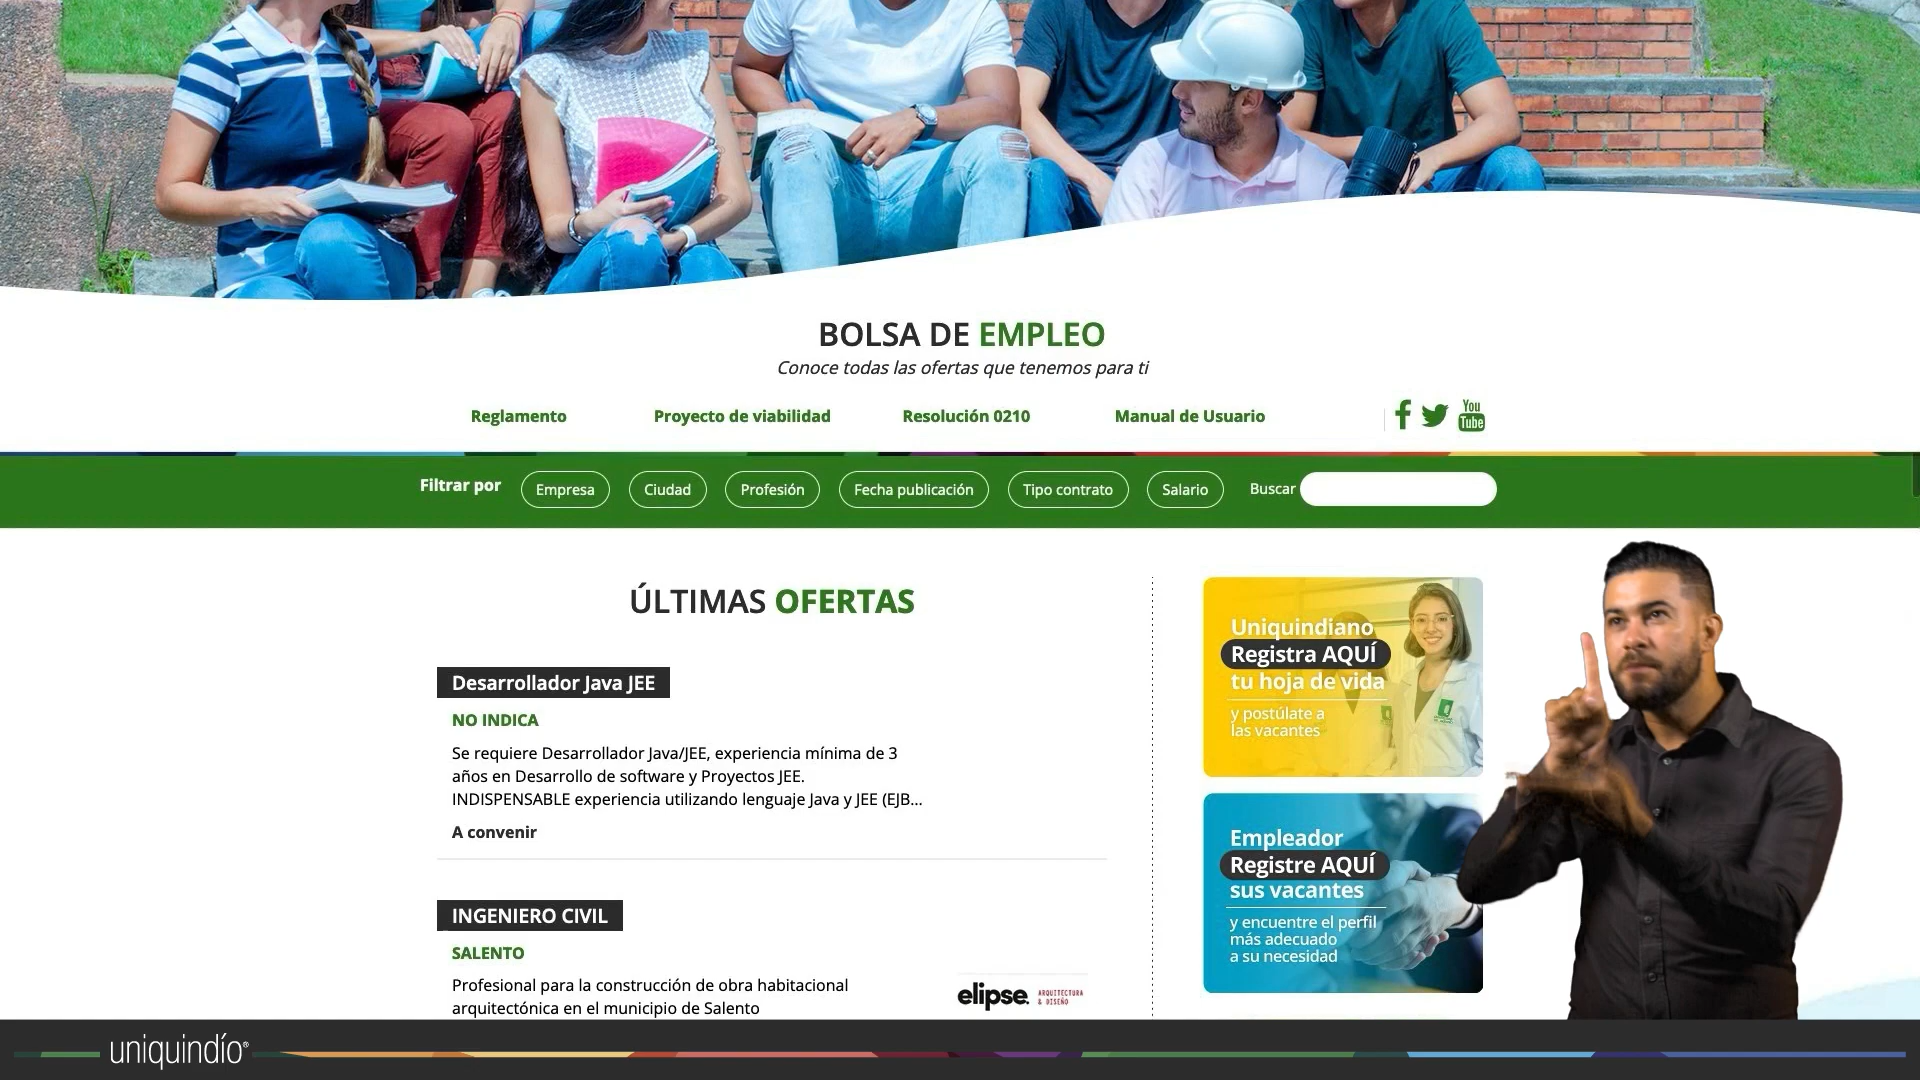 BOLSA DE EMPLEO
Conoce todas las ofertas que tenemos para ti
Reglamento
Proyecto de viabilidad
Resolución 0210
Manual de Usuario
You
Tube
Filtrar por
Empresa
Ciudad
Profesión
Fecha publicación
Tipo contrato
Salario
Buscar
ÚLTIMAS OFERTAS
Desarrollador Java JEE
NO INDICA
Se requiere Desarrollador Java/JEE, experiencia mínima de 3
años en Desarrollo de software y Proyectos JEE.
INDISPENSABLE experiencia utilizando lenguaje Java y JEE (EJB...
A convenir
INGENIERO CIVIL
SALENTO
Profesional para la construcción de obra habitacional
arquitectónica en el municipio de Salento
elipse.
ARQUITECTURA
& DISEÑO
Uniquindiano
Registra AQUÍ
tu hoja de vida
y postúlate a
las vacantes
Empleador
Registre AQUÍ
sus vacantes
y encuentre el perfil
más adecuado
a su necesidad
uniquindío®